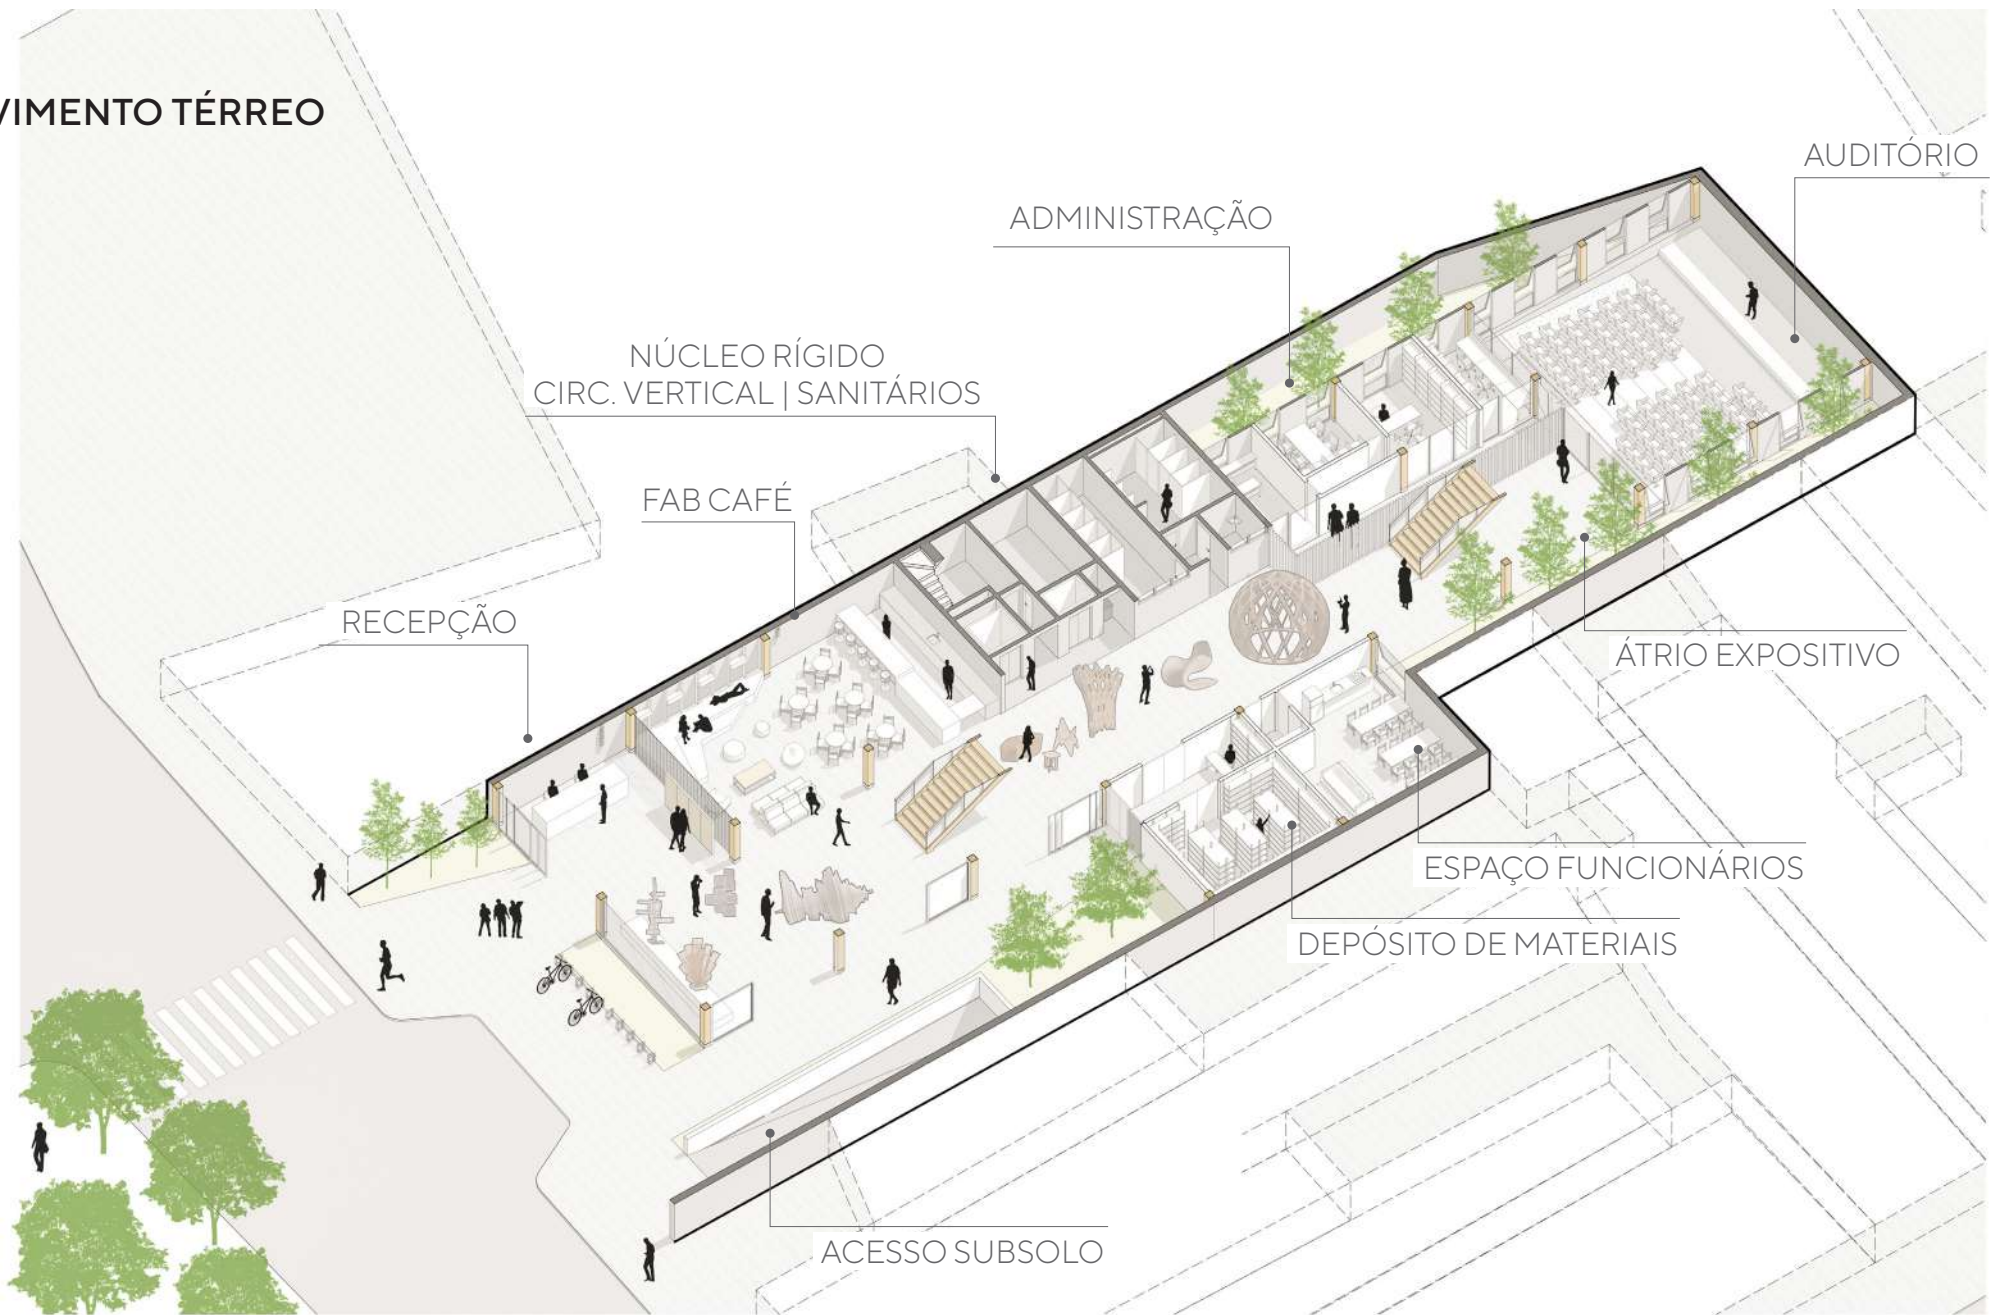 VIMENTO TÉRREO
AUDITÓRIO
ADMINISTRAÇÃO
NÚCLEO RÍGIDO
CIRC. VERTICAL | SANITÁRIOS
FAB CAFÉ
RECEPÇÃO
ÁTRIO EXPOSITIVO
ESPAÇO FUNCIONÁRIOS
DEPÓSITO DE MATERIAIS
ACESSO SUBSOLO